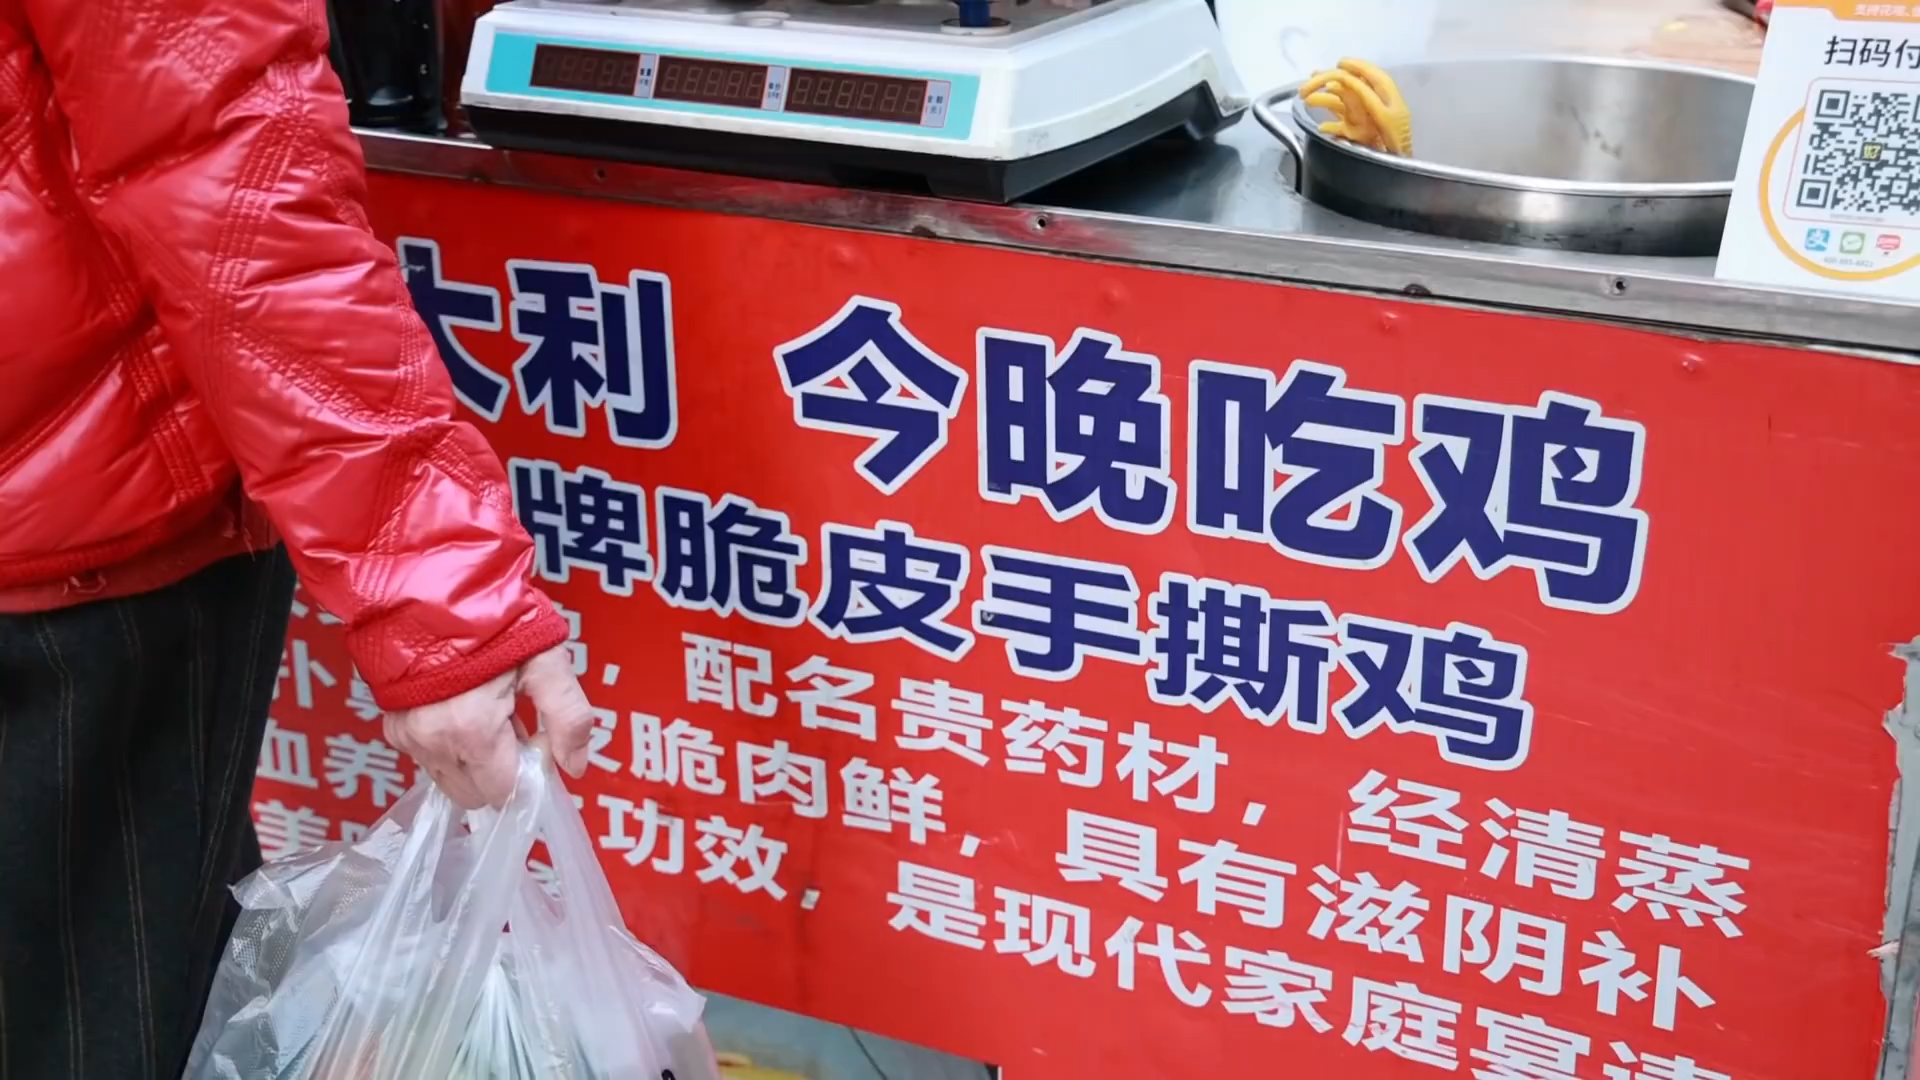 扫码付
大利 今晚吃鸡
牌脆皮手撕鸡
，配名贵药材，经清蒸
补 皮脆肉鲜，具有滋阴补
血养 功效，是现代家庭宴请
美